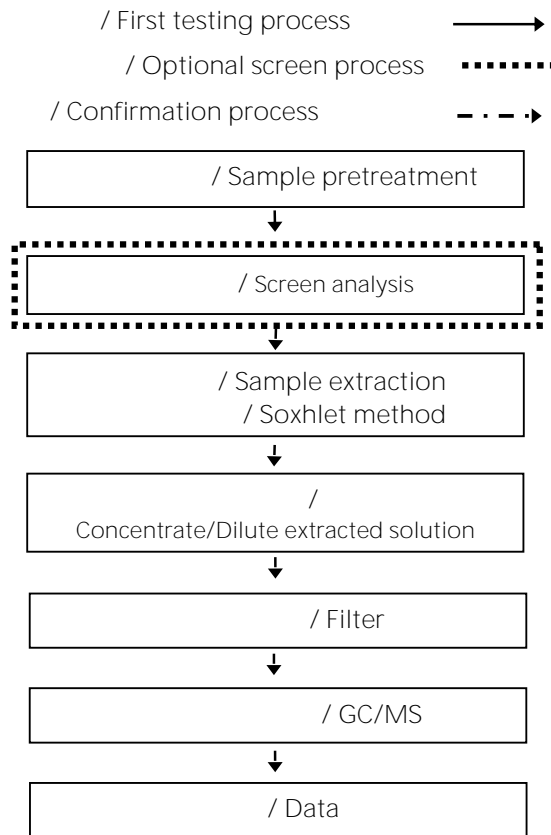 / First testing process
/ Optional screen process
/ Confirmation process
/ Sample pretreatment
/ Screen analysis
/ Sample extraction
/ Soxhlet method
/
Concentrate/Dilute extracted solution
/ Filter
/ GC/MS
/ Data